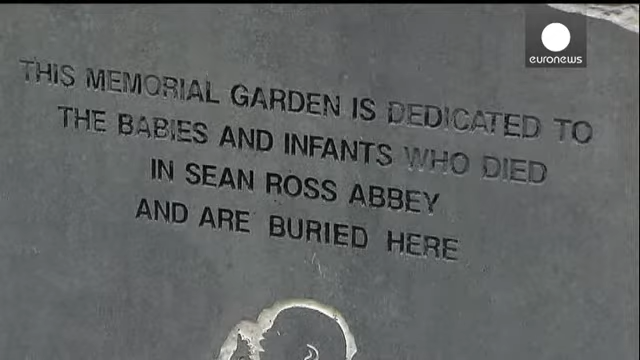 euronews
THIS MEMORIAL GARDEN IS DEDICATED TO
THE BABIES AND INFANTS WHO DIED
IN SEAN ROSS ABBEY
AND ARE BURIED HERE